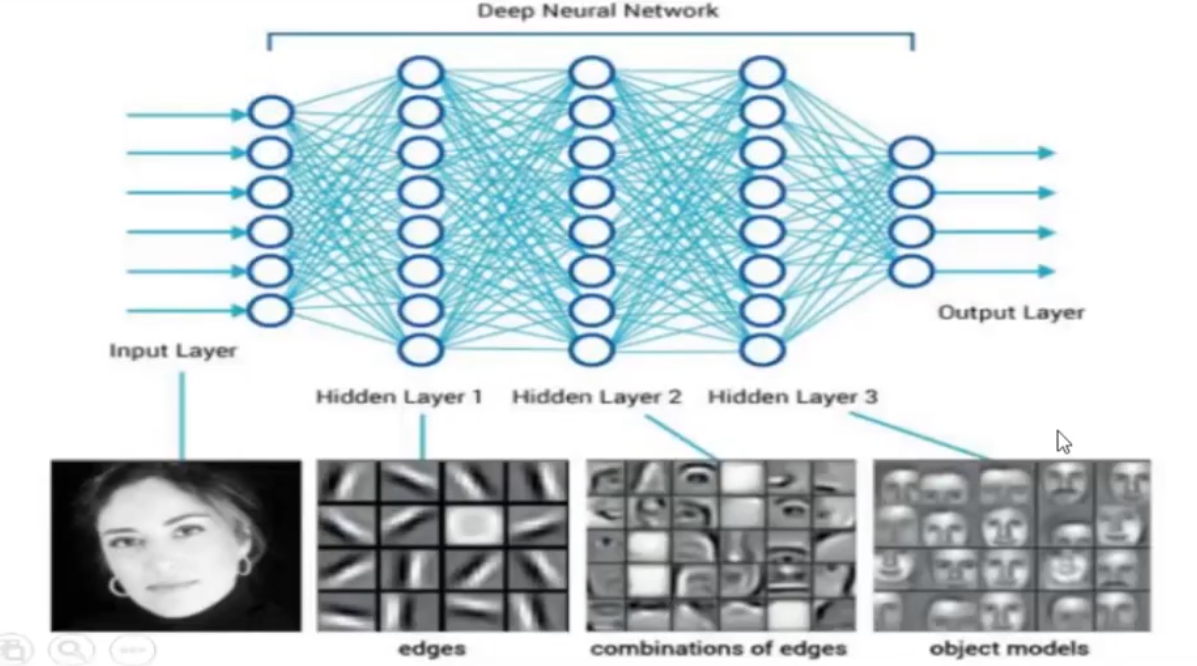 Deep Neural Network
Input Layer
Output Layer
Hidden Layer 1
Hidden Layer 2
Hidden Layer 3
edges
combinations of edges
object models